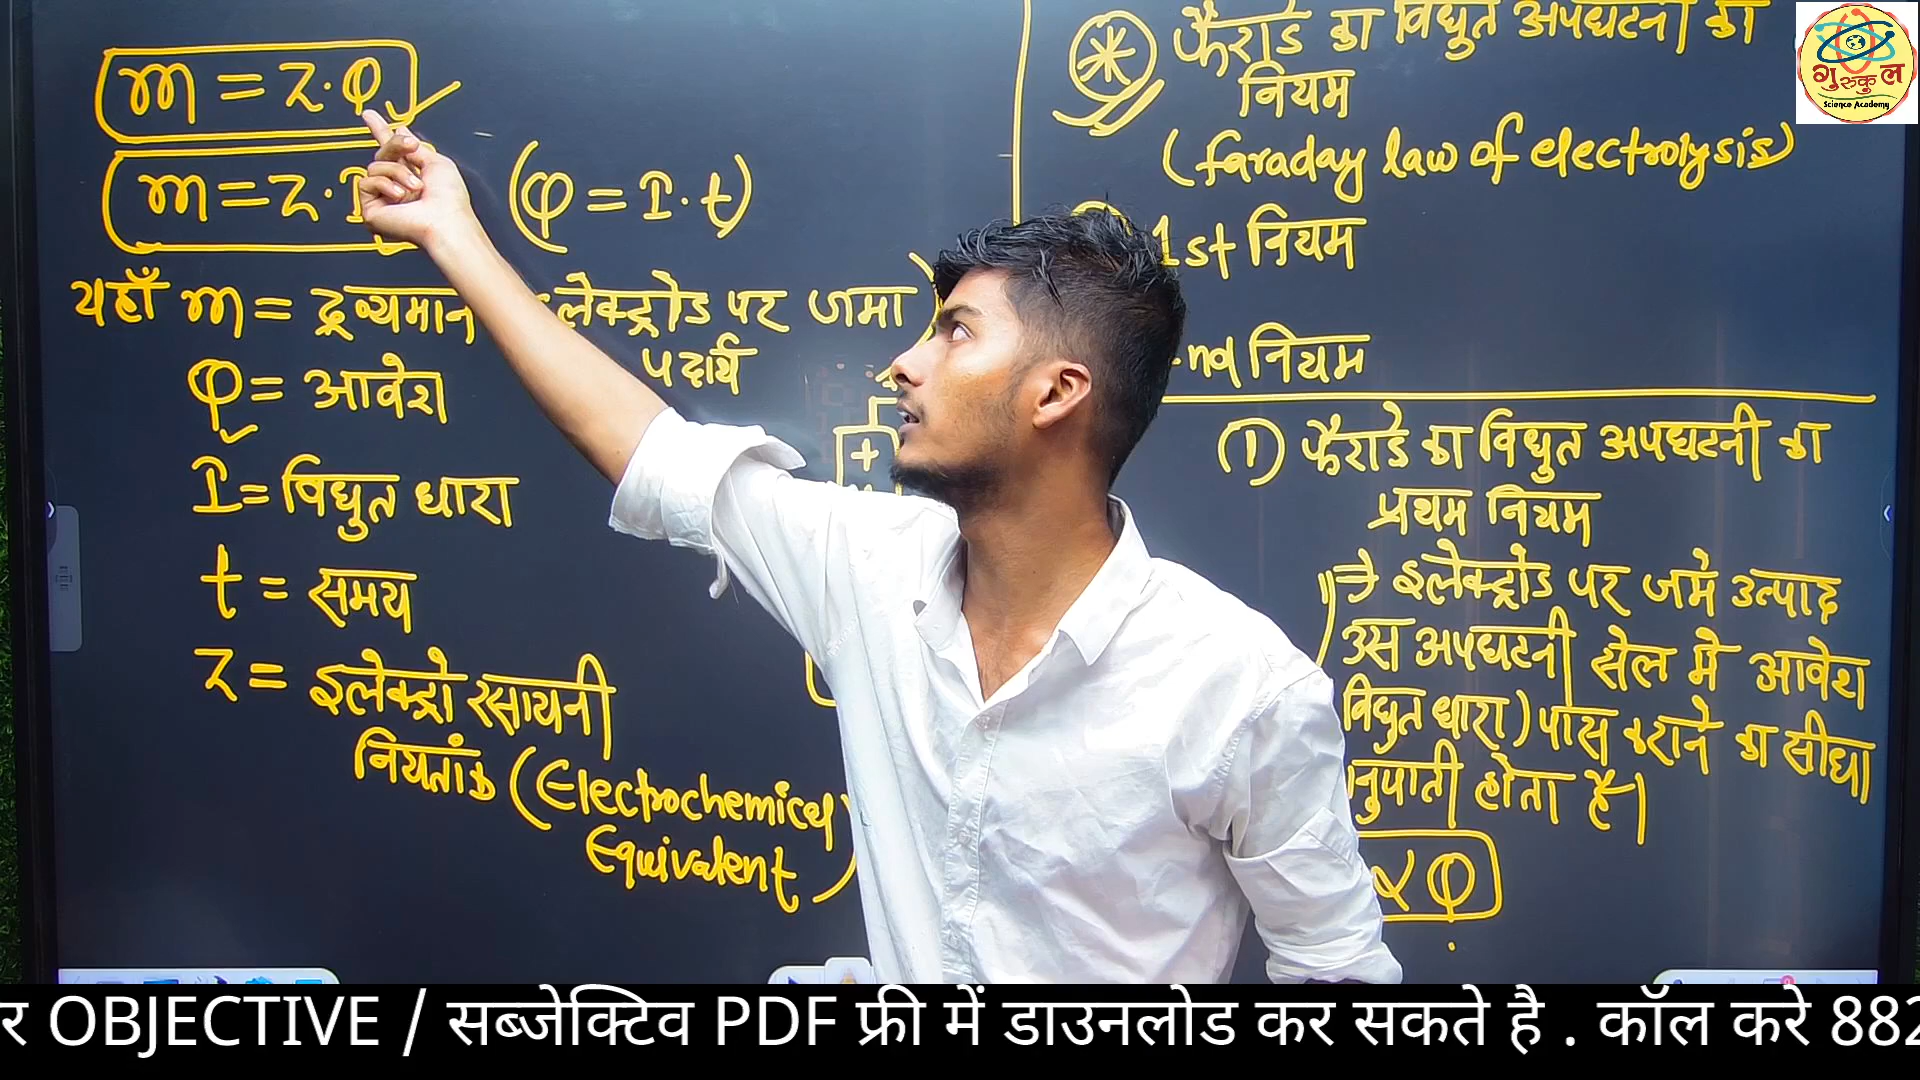 m = Z·φ
m = Z·I
(φ = I·t)
यहाँ m = द्रव्यमान
लेक्ट्रोड पर जमा
पदार्थ
φ = आवेश
I = विद्युत धारा
t = समय
Z = इलेक्ट्रो रसायनी
नियतांक (Electrochemical
Equivalent)
फैराडे का विद्युत अपघटनी का
नियम
(faraday law of electrolysis)
1st नियम
nd नियम
+
(1) फैराडे का विद्युत अपघटनी का
प्रथम नियम
→ इलेक्ट्रोड पर जमे उत्पाद
उस अपघटनी सेल मे आवेश
विद्युत धारा) पास कराने का सीधा
नुपाती होता है।
∝ φ
गुरुकुल
Science Academy
र OBJECTIVE / सब्जेक्टिव PDF फ्री में डाउनलोड कर सकते है . कॉल करे 882